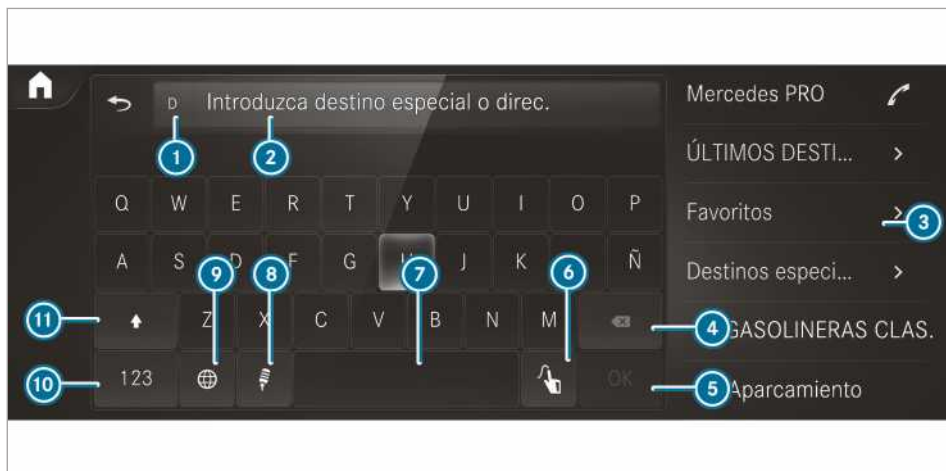 D Introduzca destino especial o direc.
Mercedes PRO
1 2
ÚLTIMOS DESTI...
Q W E R T Y U I O P
Favoritos
3
A S D F G J K Ñ
Destinos especi...
9 8 7 6
11 Z X C V B N M 4
GASOLINERAS CLAS.
10 123 OK 5
Aparcamiento